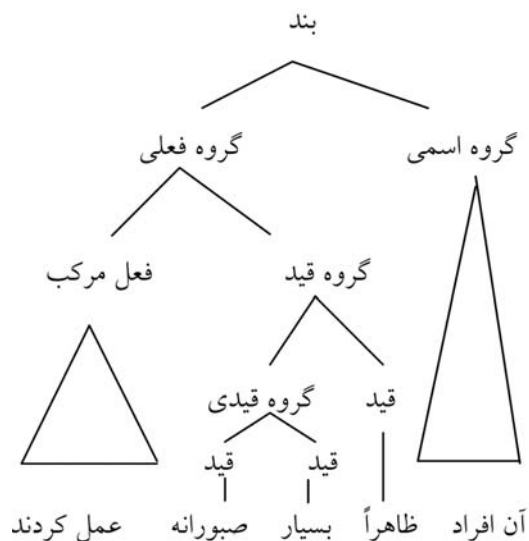 بند
گروه اسمی گروه فعلی
گروه قید فعل مرکب
قید گروه قیدی
قید قید
آن افراد ظاهراً بسیار صبورانه عمل کردند